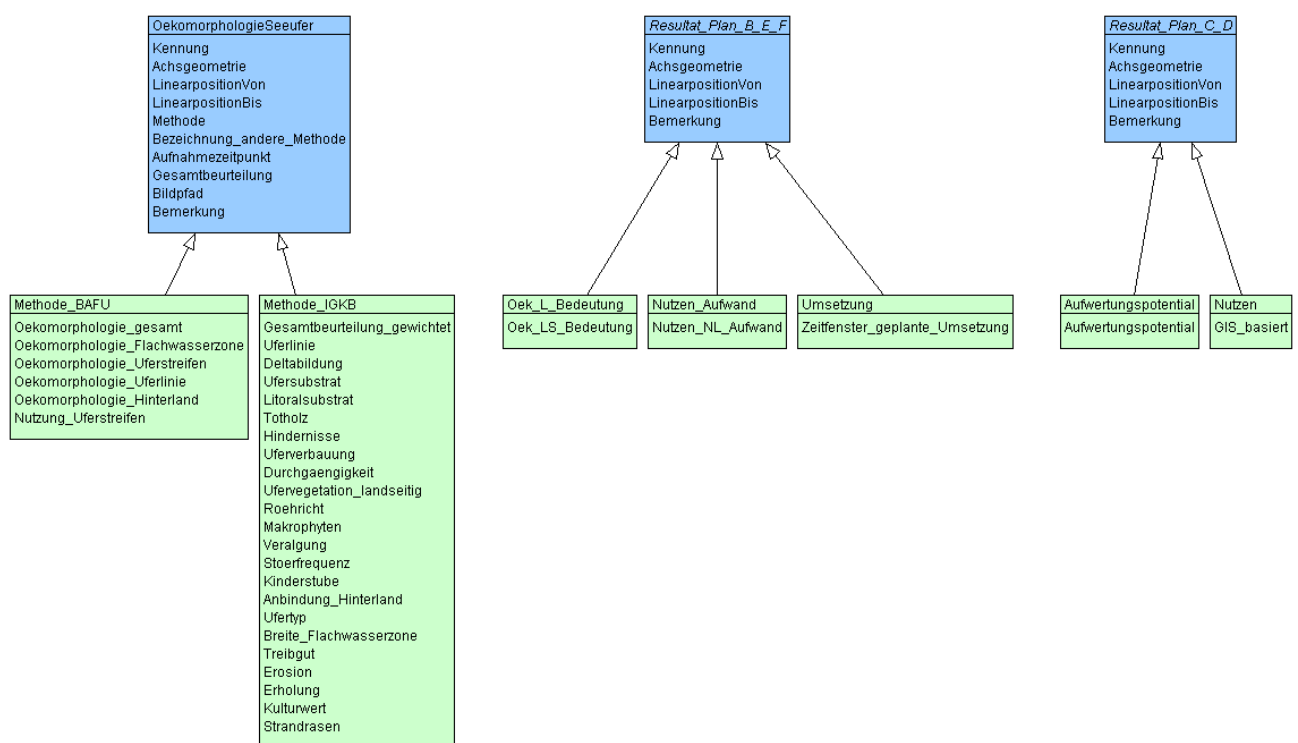 OekomorphologieSeeufer
Kennung
Achsgeometrie
LinearpositionVon
LinearpositionBis
Methode
Bezeichnung_andere_Methode
Aufnahmezeitpunkt
Gesamtbeurteilung
Bildpfad
Bemerkung
Resultat_Plan_B_E_F
Kennung
Achsgeometrie
LinearpositionVon
LinearpositionBis
Bemerkung
Resultat_Plan_C_D
Kennung
Achsgeometrie
LinearpositionVon
LinearpositionBis
Bemerkung
Methode_BAFU
Oekomorphologie_gesamt
Oekomorphologie_Flachwasserzone
Oekomorphologie_Uferstreifen
Oekomorphologie_Uferlinie
Oekomorphologie_Hinterland
Nutzung_Uferstreifen
Methode_IGKB
Gesamtbeurteilung_gewichtet
Uferlinie
Deltabildung
Ufersubstrat
Litoralsubstrat
Totholz
Hindernisse
Uferverbauung
Durchgaengigkeit
Ufervegetation_landseitig
Roehricht
Makrophyten
Veralgung
Stoerfrequenz
Kinderstube
Anbindung_Hinterland
Ufertyp
Breite_Flachwasserzone
Treibgut
Erosion
Erholung
Kulturwert
Strandrasen
Oek_L_Bedeutung
Oek_LS_Bedeutung
Nutzen_Aufwand
Nutzen_NL_Aufwand
Umsetzung
Zeitfenster_geplante_Umsetzung
Aufwertungspotential
Aufwertungspotential
Nutzen
GIS_basiert